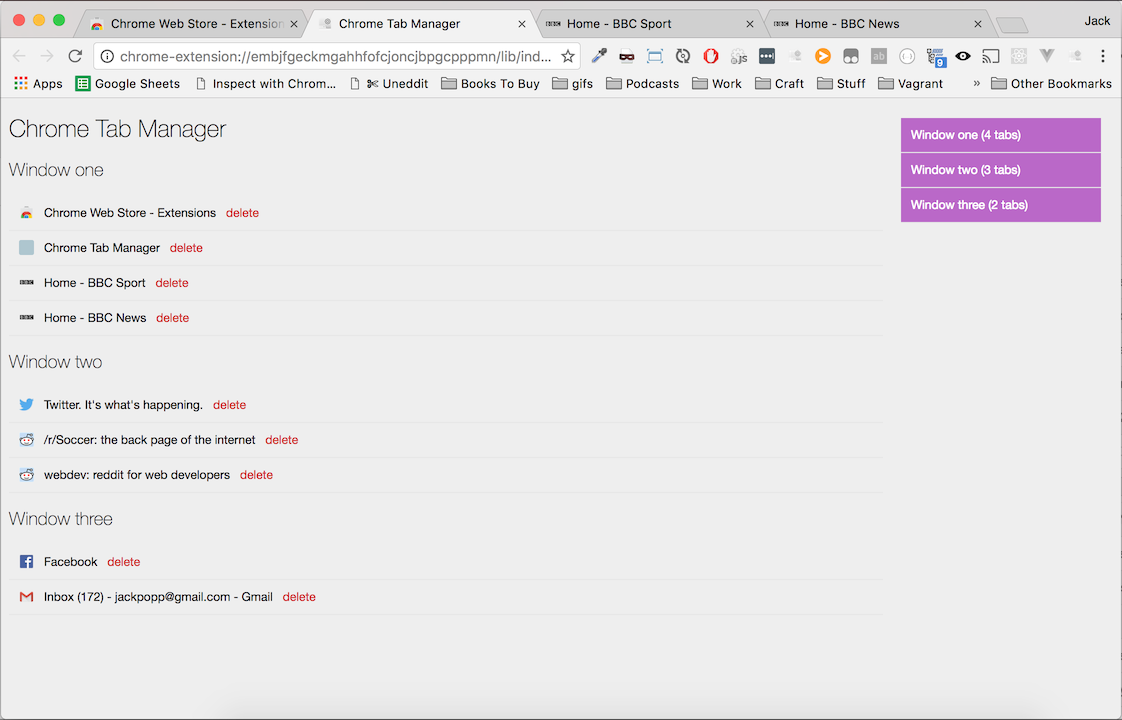 Chrome Web Store - Extension
Chrome Tab Manager
Home - BBC Sport
Home - BBC News
Jack
chrome-extension://embjfgeckmgahhfofcjoncjbpgcpppmn/lib/ind...
JS
ab
9
Apps
Google Sheets
Inspect with Chrom...
Uneddit
Books To Buy
gifs
Podcasts
Work
Craft
Stuff
Vagrant
»
Other Bookmarks
Chrome Tab Manager
Window one
Chrome Web Store - Extensions delete
Chrome Tab Manager delete
Home - BBC Sport delete
Home - BBC News delete
Window two
Twitter. It's what's happening. delete
/r/Soccer: the back page of the internet delete
webdev: reddit for web developers delete
Window three
Facebook delete
Inbox (172) - jackpopp@gmail.com - Gmail delete
Window one (4 tabs)
Window two (3 tabs)
Window three (2 tabs)